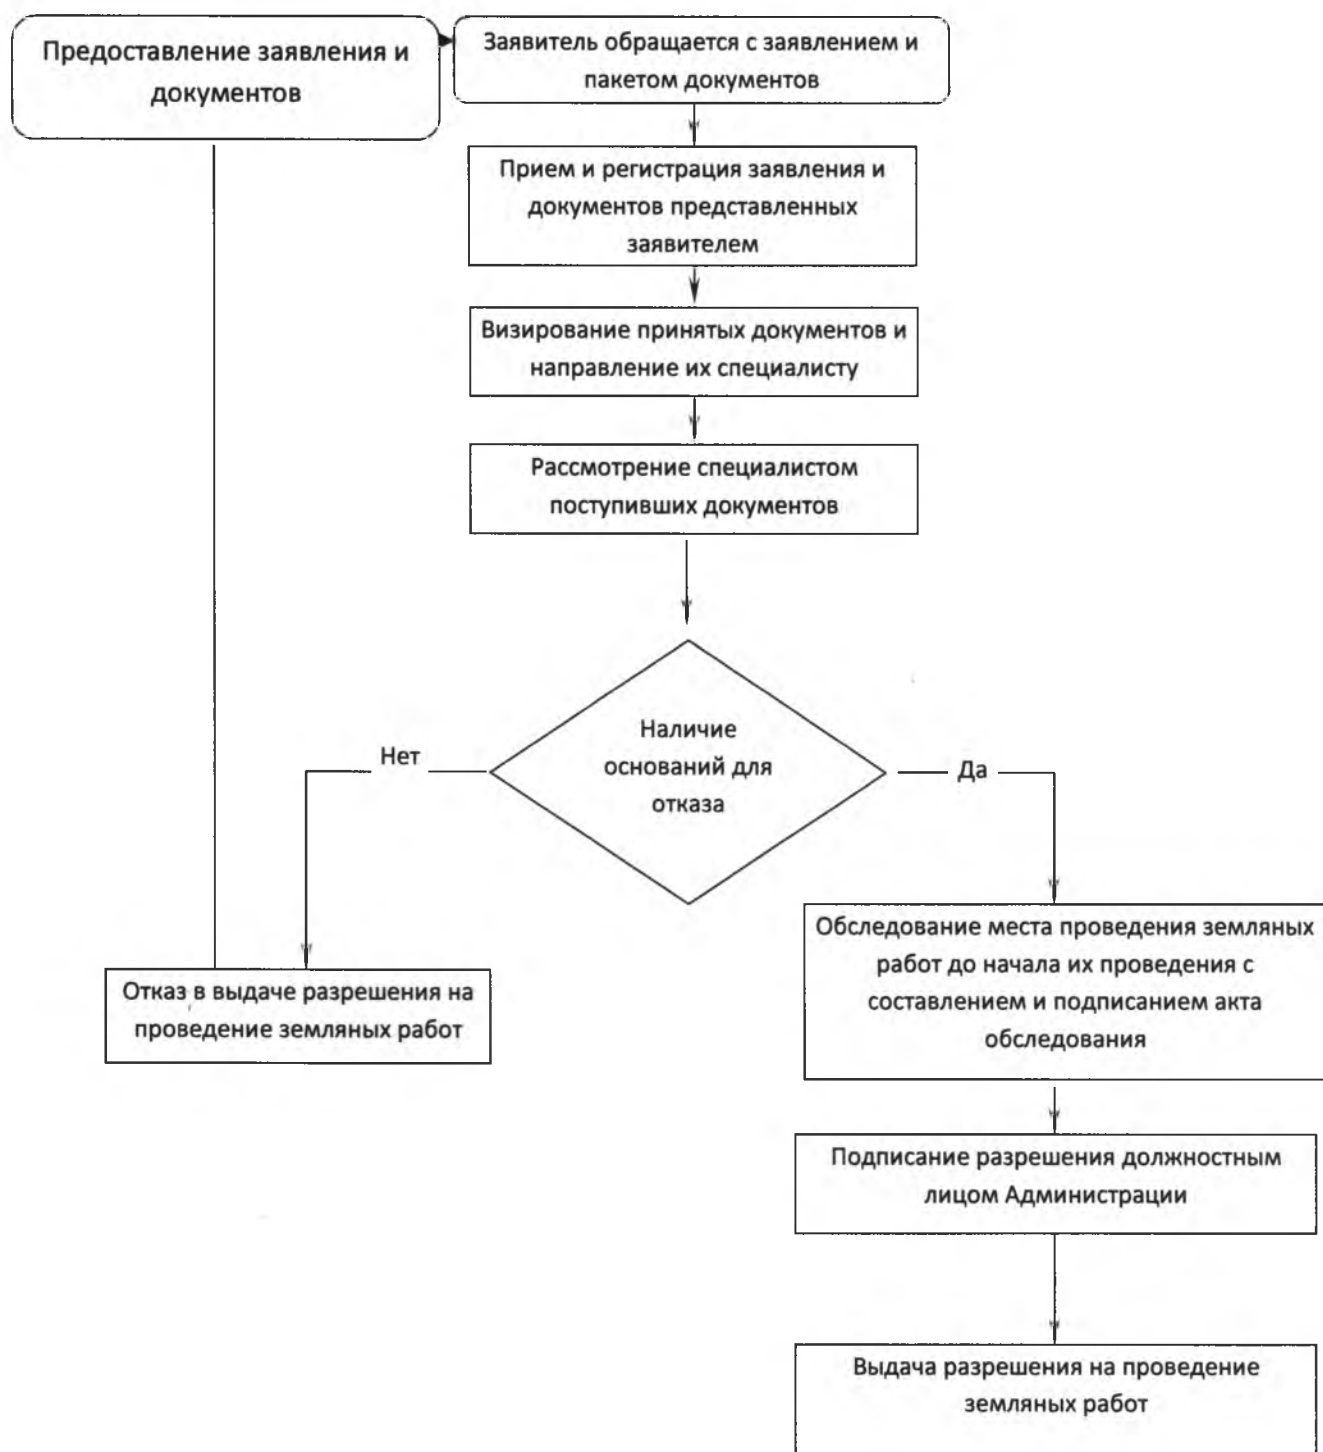 Предоставление заявления и
документов
Заявитель обращается с заявлением и
пакетом документов
Прием и регистрация заявления и
документов представленных
заявителем
Визирование принятых документов и
направление их специалисту
Рассмотрение специалистом
поступивших документов
Наличие
оснований для
отказа
Нет
Да
Отказ в выдаче разрешения на
проведение земляных работ
Обследование места проведения земляных
работ до начала их проведения с
составлением и подписанием акта
обследования
Подписание разрешения должностным
лицом Администрации
Выдача разрешения на проведение
земляных работ